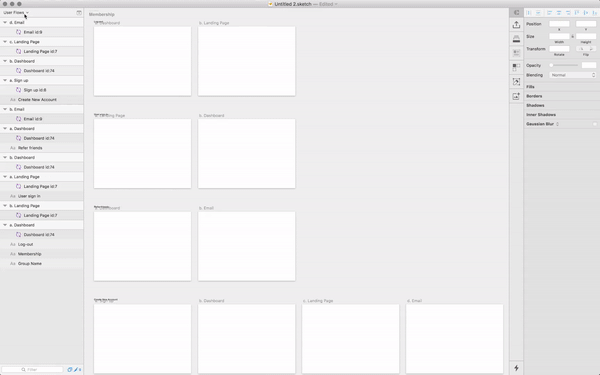 Untitled 2.sketch — Edited
User Flows
d. Email
Email id:9
c. Landing Page
Landing Page id:7
b. Dashboard
Dashboard id:74
a. Sign up
Sign up id:8
Create New Account
b. Email
Email id:9
a. Dashboard
Dashboard id:74
Refer friends
b. Dashboard
Dashboard id:74
a. Landing Page
Landing Page id:7
User sign in
b. Landing Page
Landing Page id:7
a. Dashboard
Dashboard id:74
Log-out
Membership
Group Name
Filter
Membership
Dashboard
b. Landing Page
Landing Page
b. Dashboard
Dashboard
b. Email
b. Dashboard
c. Landing Page
d. Email
Position
X
Y
Size
Width
Height
Transform
Rotate
Flip
Opacity
Blending
Normal
Fills
Borders
Shadows
Inner Shadows
Gaussian Blur